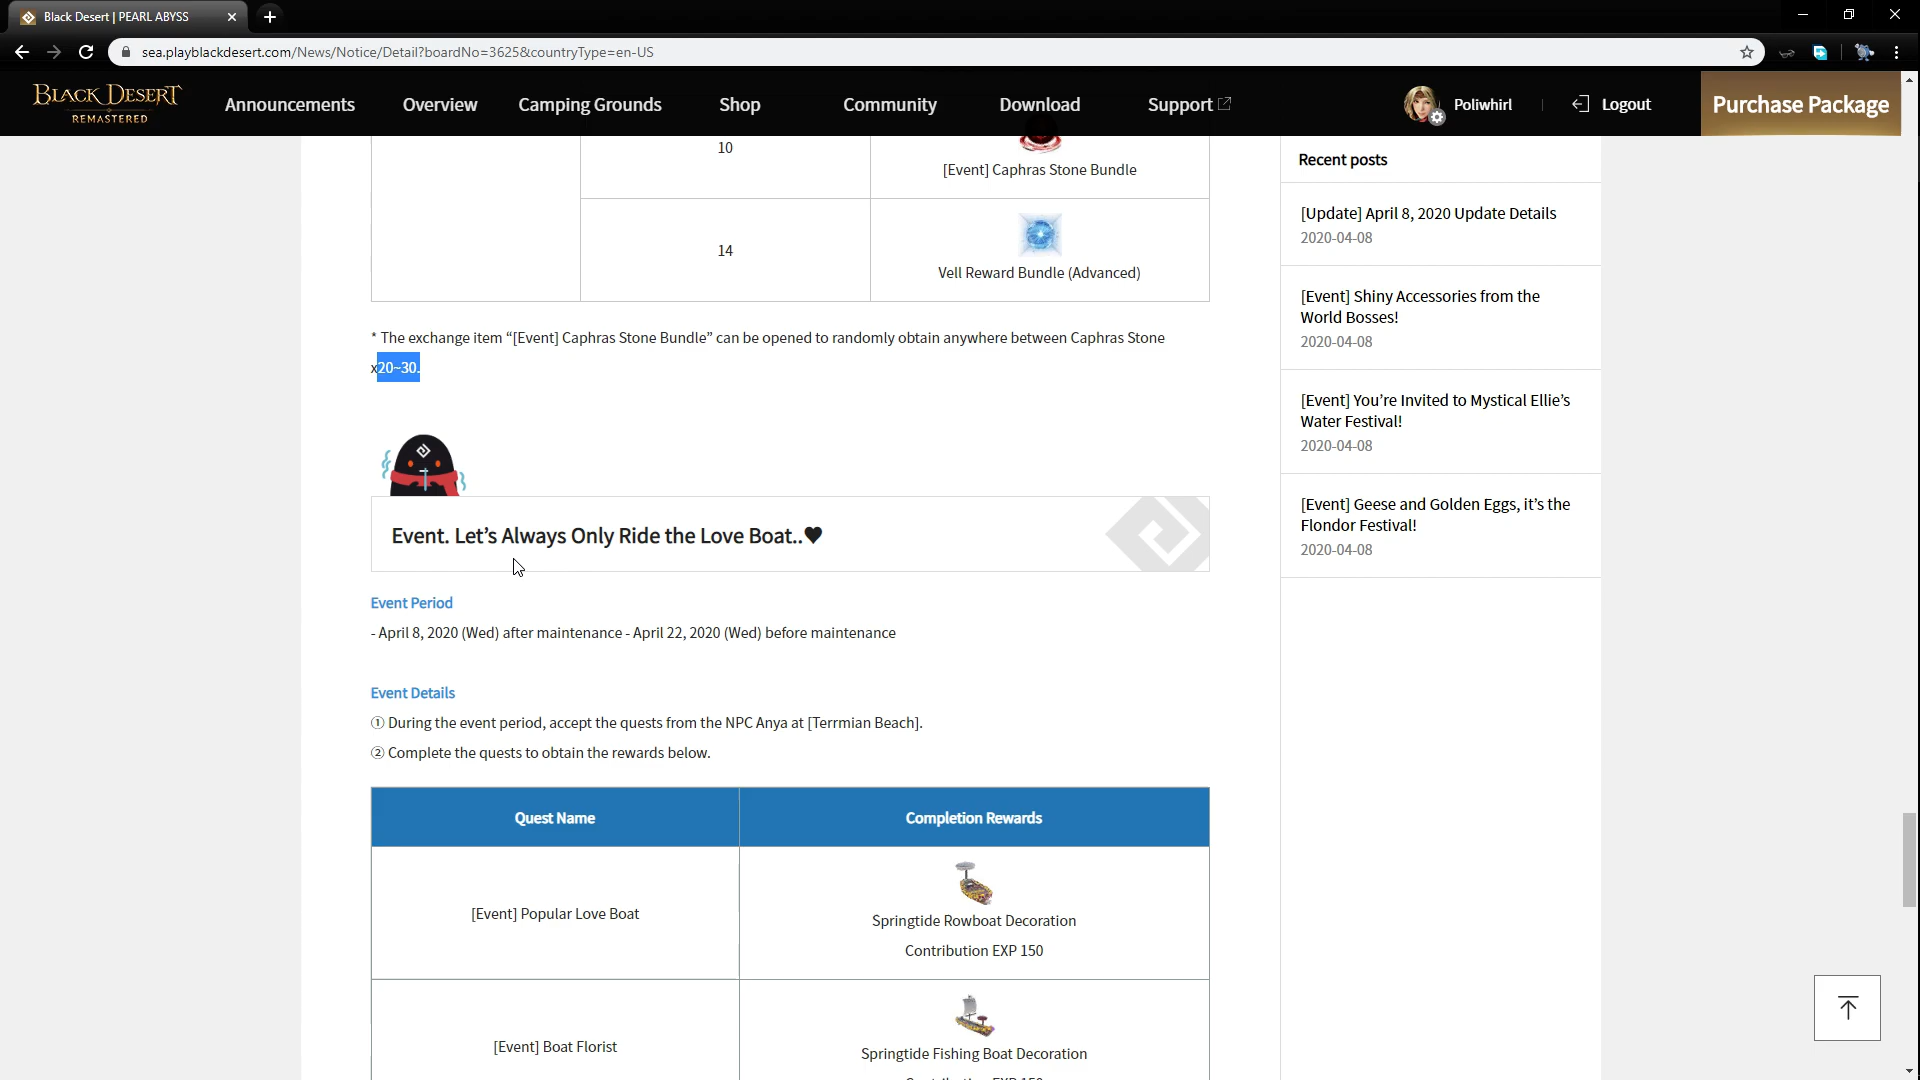 Black Desert | PEARL ABYSS
sea.playblackdesert.com/News/Notice/Detail?boardNo=3625&countryType=en-US
BLACK DESERT
REMASTERED
Announcements
Overview
Camping Grounds
Shop
Community
Download
Support
Poliwhirl
Logout
Purchase Package
10
[Event] Caphras Stone Bundle
14
Vell Reward Bundle (Advanced)
* The exchange item “[Event] Caphras Stone Bundle” can be opened to randomly obtain anywhere between Caphras Stone
x20~30.
Event. Let’s Always Only Ride the Love Boat..♥
Event Period
- April 8, 2020 (Wed) after maintenance - April 22, 2020 (Wed) before maintenance
Event Details
① During the event period, accept the quests from the NPC Anya at [Terrmian Beach].
② Complete the quests to obtain the rewards below.
Quest Name
Completion Rewards
[Event] Popular Love Boat
Springtide Rowboat Decoration
Contribution EXP 150
[Event] Boat Florist
Springtide Fishing Boat Decoration
Contribution EXP 150
Recent posts
[Update] April 8, 2020 Update Details
2020-04-08
[Event] Shiny Accessories from the
World Bosses!
2020-04-08
[Event] You’re Invited to Mystical Ellie’s
Water Festival!
2020-04-08
[Event] Geese and Golden Eggs, it’s the
Flondor Festival!
2020-04-08